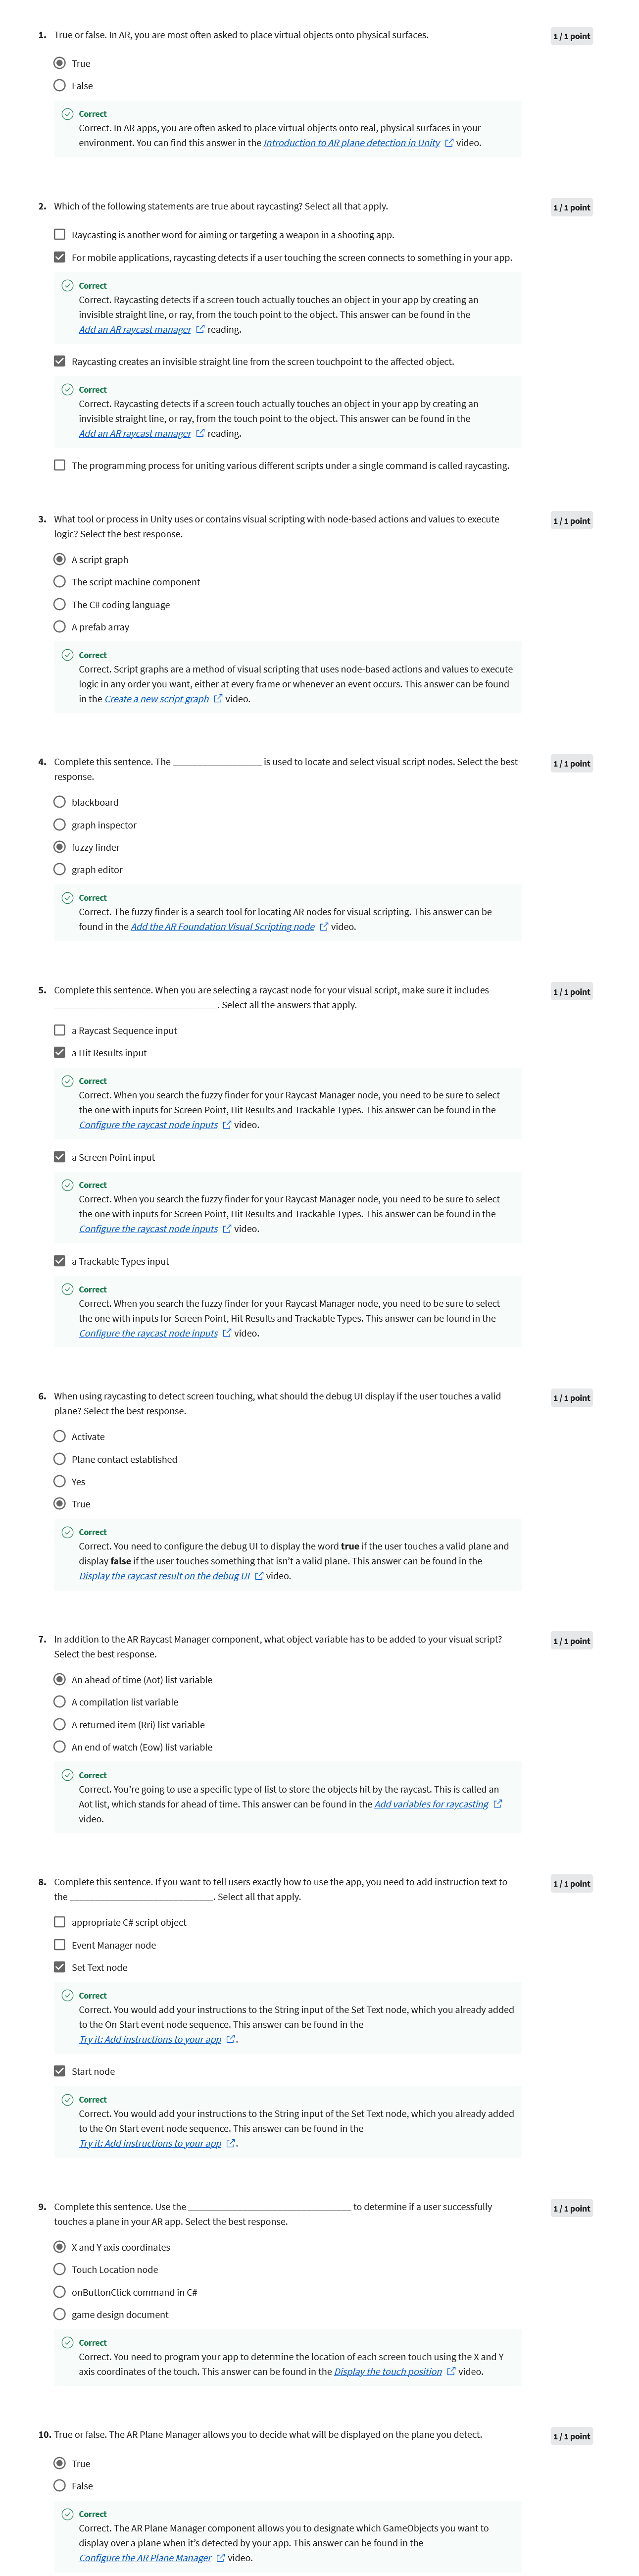 1. True or false. In AR, you are most often asked to place virtual objects onto physical surfaces.
1 / 1 point
True
False
Correct
Correct. In AR apps, you are often asked to place virtual objects onto real, physical surfaces in your
environment. You can find this answer in the Introduction to AR plane detection in Unity video.
2. Which of the following statements are true about raycasting? Select all that apply.
1 / 1 point
Raycasting is another word for aiming or targeting a weapon in a shooting app.
For mobile applications, raycasting detects if a user touching the screen connects to something in your app.
Correct
Correct. Raycasting detects if a screen touch actually touches an object in your app by creating an
invisible straight line, or ray, from the touch point to the object. This answer can be found in the
Add an AR raycast manager reading.
Raycasting creates an invisible straight line from the screen touchpoint to the affected object.
Correct
Correct. Raycasting detects if a screen touch actually touches an object in your app by creating an
invisible straight line, or ray, from the touch point to the object. This answer can be found in the
Add an AR raycast manager reading.
The programming process for uniting various different scripts under a single command is called raycasting.
3. What tool or process in Unity uses or contains visual scripting with node-based actions and values to execute
logic? Select the best response.
1 / 1 point
A script graph
The script machine component
The C# coding language
A prefab array
Correct
Correct. Script graphs are a method of visual scripting that uses node-based actions and values to execute
logic in any order you want, either at every frame or whenever an event occurs. This answer can be found
in the Create a new script graph video.
4. Complete this sentence. The __________________ is used to locate and select visual script nodes. Select the best
response.
1 / 1 point
blackboard
graph inspector
fuzzy finder
graph editor
Correct
Correct. The fuzzy finder is a search tool for locating AR nodes for visual scripting. This answer can be
found in the Add the AR Foundation Visual Scripting node video.
5. Complete this sentence. When you are selecting a raycast node for your visual script, make sure it includes
_________________________________. Select all the answers that apply.
1 / 1 point
a Raycast Sequence input
a Hit Results input
Correct
Correct. When you search the fuzzy finder for your Raycast Manager node, you need to be sure to select
the one with inputs for Screen Point, Hit Results and Trackable Types. This answer can be found in the
Configure the raycast node inputs video.
a Screen Point input
Correct
Correct. When you search the fuzzy finder for your Raycast Manager node, you need to be sure to select
the one with inputs for Screen Point, Hit Results and Trackable Types. This answer can be found in the
Configure the raycast node inputs video.
a Trackable Types input
Correct
Correct. When you search the fuzzy finder for your Raycast Manager node, you need to be sure to select
the one with inputs for Screen Point, Hit Results and Trackable Types. This answer can be found in the
Configure the raycast node inputs video.
6. When using raycasting to detect screen touching, what should the debug UI display if the user touches a valid
plane? Select the best response.
1 / 1 point
Activate
Plane contact established
Yes
True
Correct
Correct. You need to configure the debug UI to display the word true if the user touches a valid plane and
display false if the user touches something that isn't a valid plane. This answer can be found in the
Display the raycast result on the debug UI video.
7. In addition to the AR Raycast Manager component, what object variable has to be added to your visual script?
Select the best response.
1 / 1 point
An ahead of time (Aot) list variable
A compilation list variable
A returned item (Rri) list variable
An end of watch (Eow) list variable
Correct
Correct. You're going to use a specific type of list to store the objects hit by the raycast. This is called an
Aot list, which stands for ahead of time. This answer can be found in the Add variables for raycasting
video.
8. Complete this sentence. If you want to tell users exactly how to use the app, you need to add instruction text to
the _____________________________. Select all that apply.
1 / 1 point
appropriate C# script object
Event Manager node
Set Text node
Correct
Correct. You would add your instructions to the String input of the Set Text node, which you already added
to the On Start event node sequence. This answer can be found in the
Try it: Add instructions to your app .
Start node
Correct
Correct. You would add your instructions to the String input of the Set Text node, which you already added
to the On Start event node sequence. This answer can be found in the
Try it: Add instructions to your app .
9. Complete this sentence. Use the _________________________________ to determine if a user successfully
touches a plane in your AR app. Select the best response.
1 / 1 point
X and Y axis coordinates
Touch Location node
onButtonClick command in C#
game design document
Correct
Correct. You need to program your app to determine the location of each screen touch using the X and Y
axis coordinates of the touch. This answer can be found in the Display the touch position video.
10. True or false. The AR Plane Manager allows you to decide what will be displayed on the plane you detect.
1 / 1 point
True
False
Correct
Correct. The AR Plane Manager component allows you to designate which GameObjects you want to
display over a plane when it's detected by your app. This answer can be found in the
Configure the AR Plane Manager video.